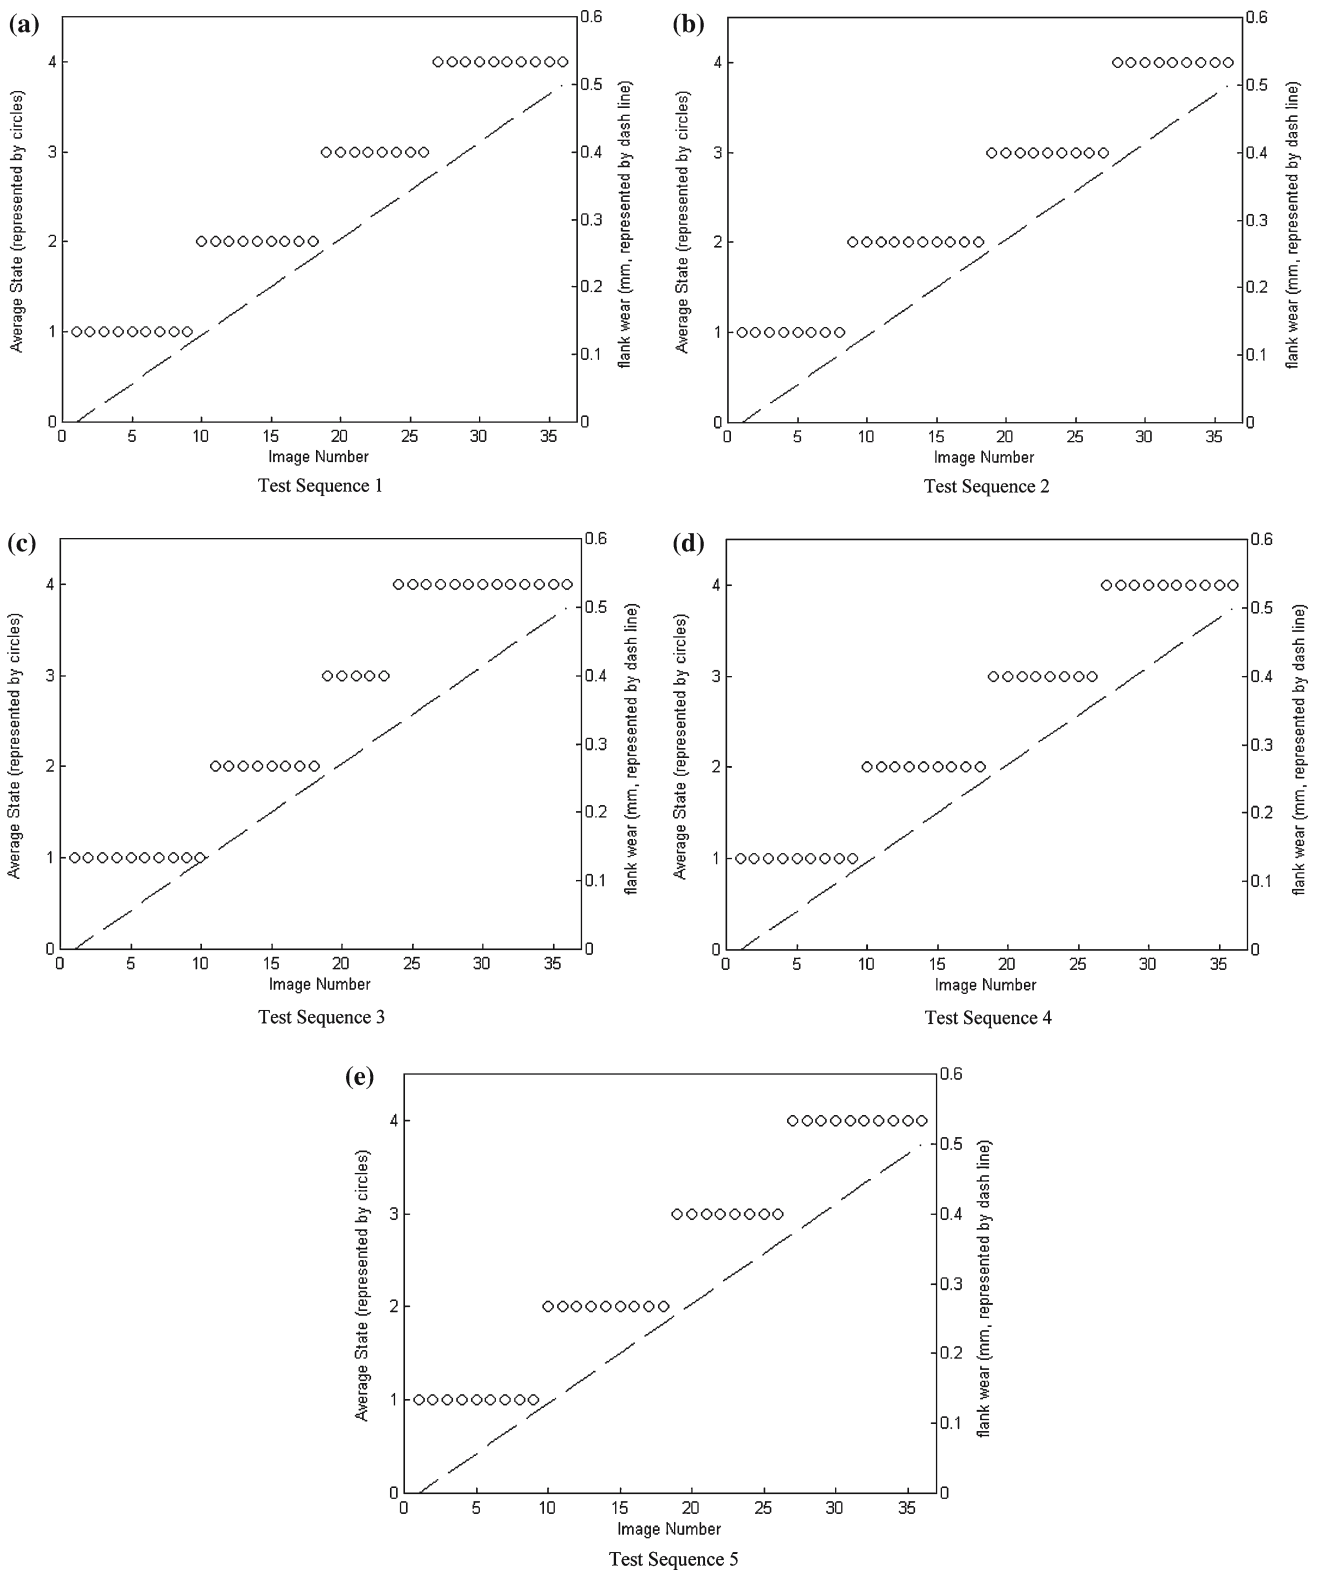 (a)
Average State (represented by circles)
4
3
2
1
0
0 5 10 15 20 25 30 35
Image Number
0.6
0.5
0.4
0.3
0.2
0.1
0
flank wear (mm, represented by dash line)
Test Sequence 1
(b)
Average State (represented by circles)
4
3
2
1
0
0 5 10 15 20 25 30 35
Image Number
0.6
0.5
0.4
0.3
0.2
0.1
0
flank wear (mm, represented by dash line)
Test Sequence 2
(c)
Average State (represented by circles)
4
3
2
1
0
0 5 10 15 20 25 30 35
Image Number
0.6
0.5
0.4
0.3
0.2
0.1
0
flank wear (mm, represented by dash line)
Test Sequence 3
(d)
Average State (represented by circles)
4
3
2
1
0
0 5 10 15 20 25 30 35
Image Number
0.6
0.5
0.4
0.3
0.2
0.1
0
flank wear (mm, represented by dash line)
Test Sequence 4
(e)
Average State (represented by circles)
4
3
2
1
0
0 5 10 15 20 25 30 35
Image Number
0.6
0.5
0.4
0.3
0.2
0.1
0
flank wear (mm, represented by dash line)
Test Sequence 5